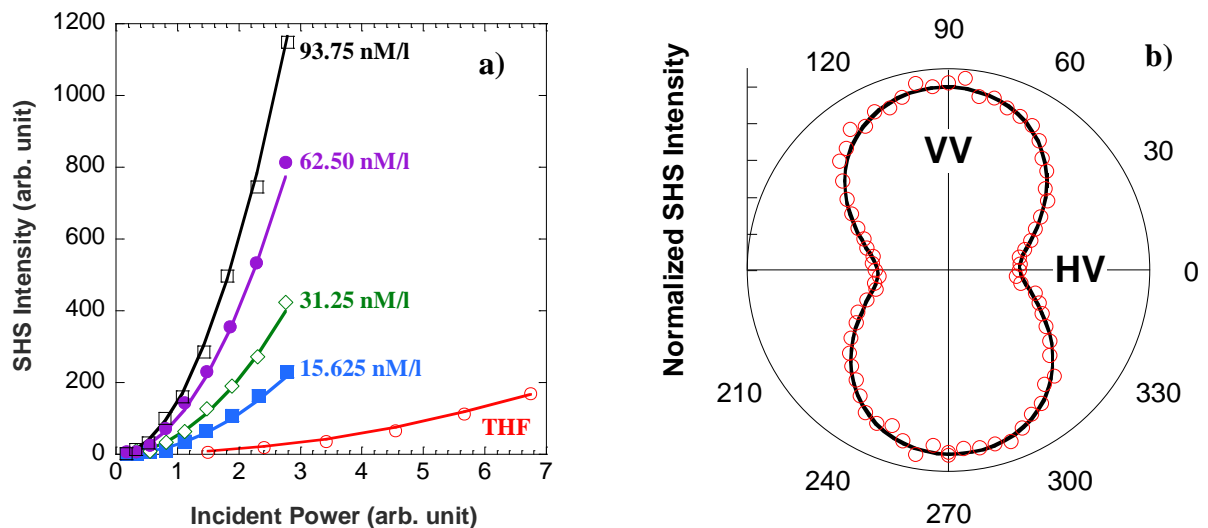 1200
1000
800
600
400
200
0
SHS Intensity (arb. unit)
a)
93.75 nM/l
62.50 nM/l
31.25 nM/l
15.625 nM/l
THF
0 1 2 3 4 5 6 7
Incident Power (arb. unit)
b)
Normalized SHS Intensity
90
120 60
30
VV
HV
0
210 330
240 300
270